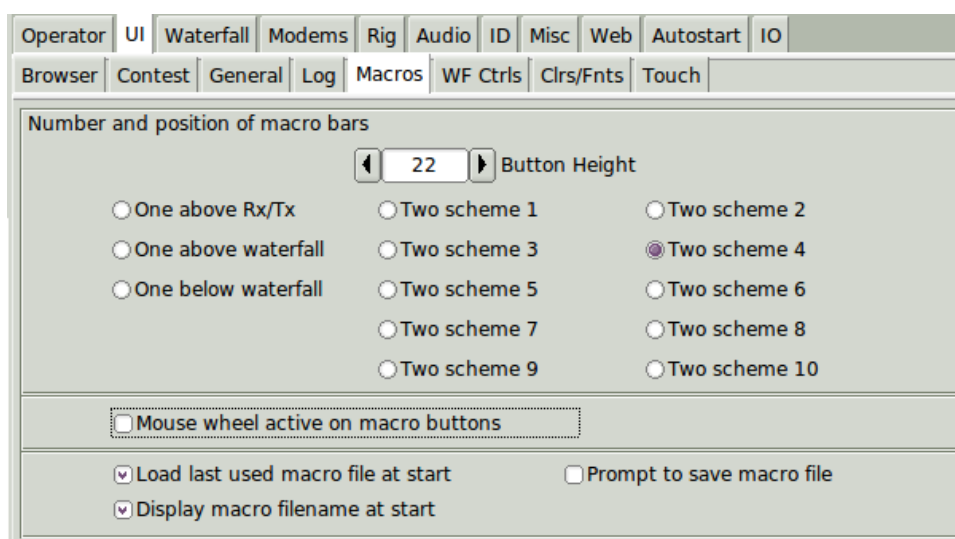 Operator UI Waterfall Modems Rig Audio ID Misc Web Autostart IO
Browser Contest General Log Macros WF Ctrls Clrs/Fnts Touch
Number and position of macro bars
22 Button Height
One above Rx/Tx Two scheme 1 Two scheme 2
One above waterfall Two scheme 3 Two scheme 4
One below waterfall Two scheme 5 Two scheme 6
Two scheme 7 Two scheme 8
Two scheme 9 Two scheme 10
Mouse wheel active on macro buttons
Load last used macro file at start Prompt to save macro file
Display macro filename at start